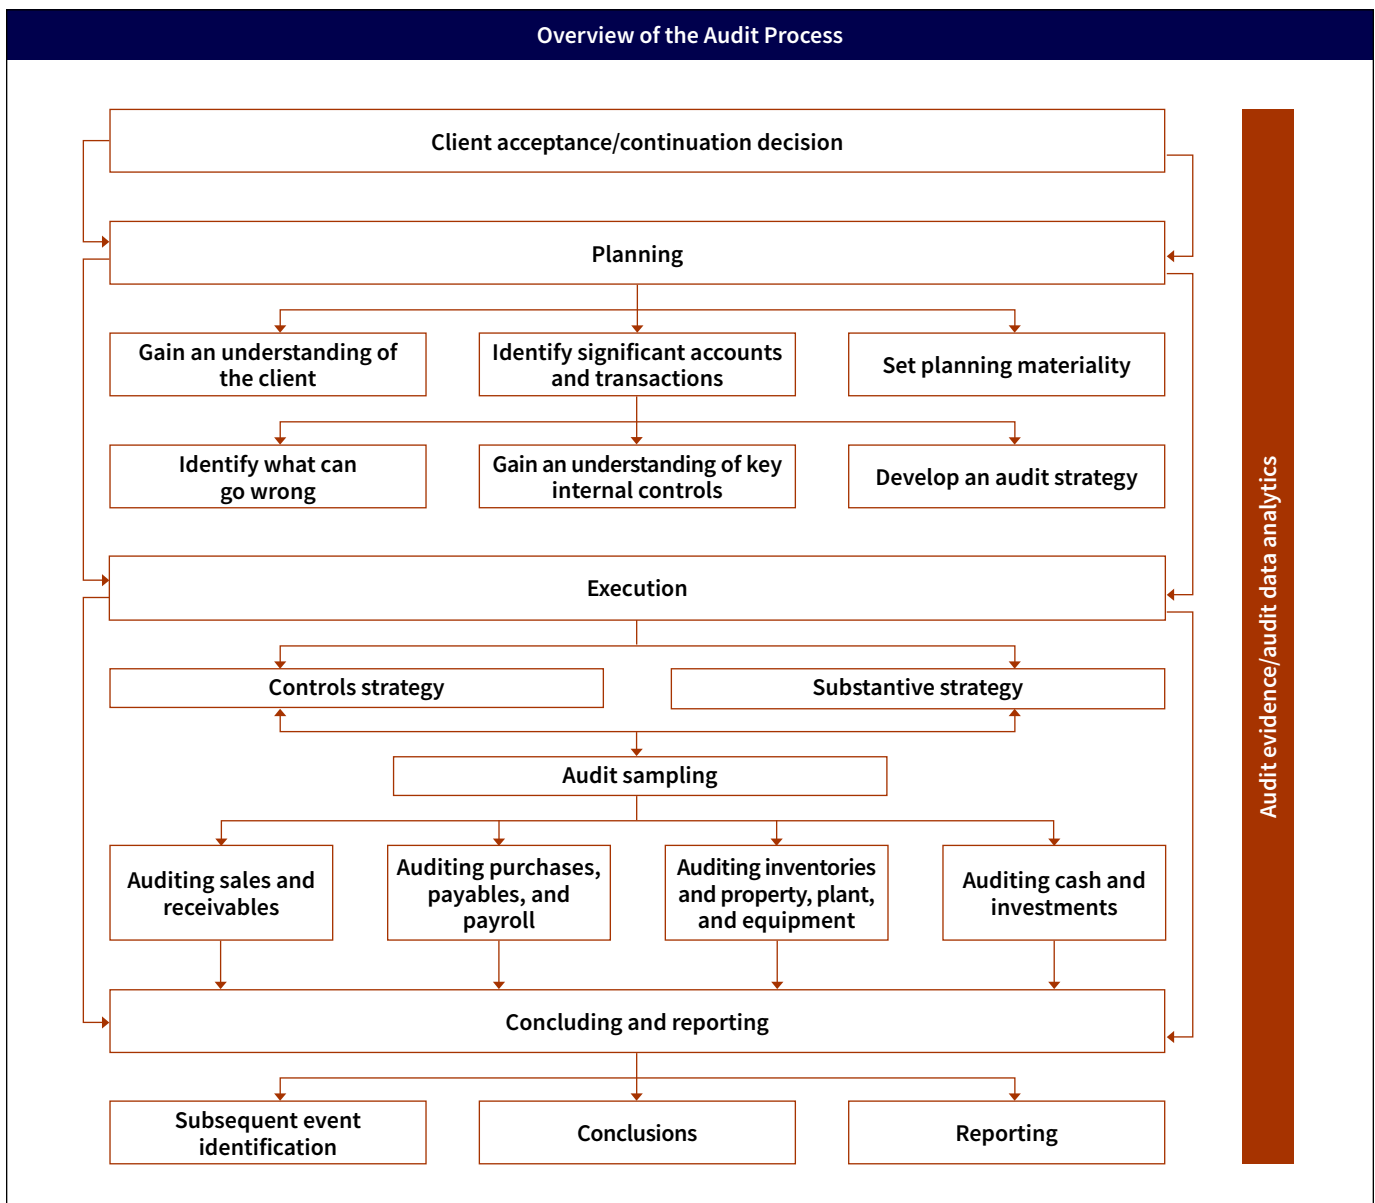 Overview of the Audit Process
Client acceptance/continuation decision
Planning
Gain an understanding of
the client
Identify significant accounts
and transactions
Set planning materiality
Identify what can
go wrong
Gain an understanding of key
internal controls
Develop an audit strategy
Execution
Controls strategy
Substantive strategy
Audit sampling
Auditing sales and
receivables
Auditing purchases,
payables, and
payroll
Auditing inventories
and property, plant,
and equipment
Auditing cash and
investments
Concluding and reporting
Subsequent event
identification
Conclusions
Reporting
Audit evidence/audit data analytics